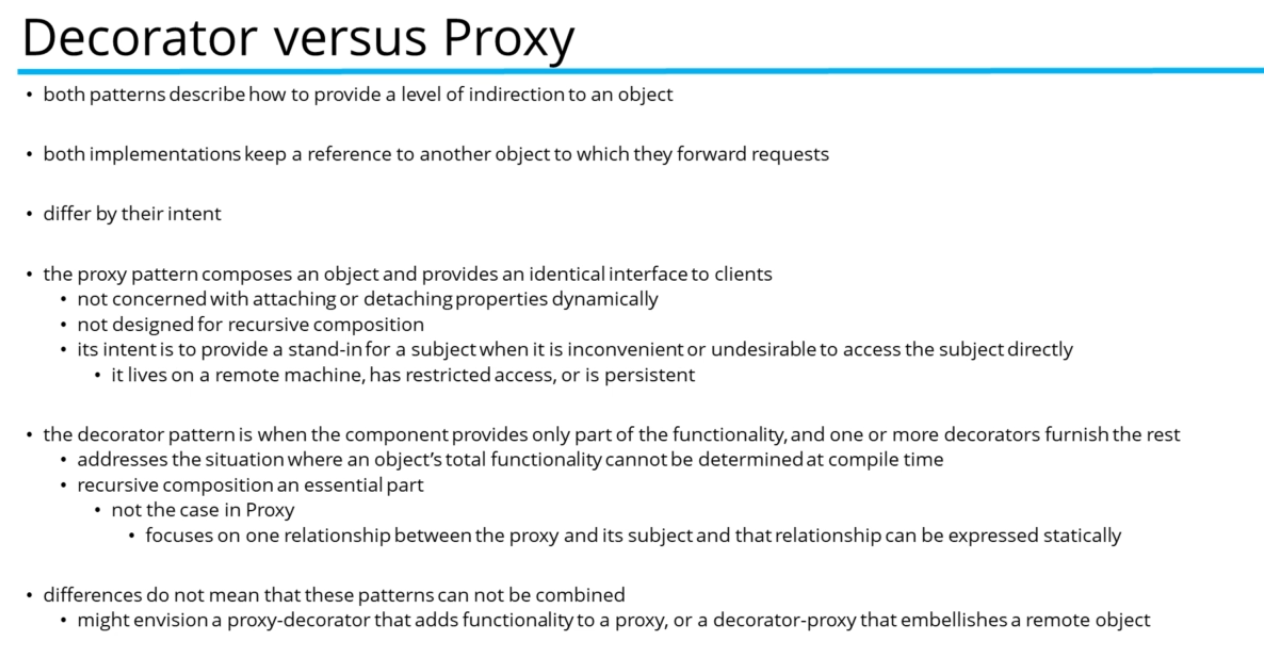 Decorator versus Proxy
• both patterns describe how to provide a level of indirection to an object
• both implementations keep a reference to another object to which they forward requests
• differ by their intent
• the proxy pattern composes an object and provides an identical interface to clients
• not concerned with attaching or detaching properties dynamically
• not designed for recursive composition
• its intent is to provide a stand-in for a subject when it is inconvenient or undesirable to access the subject directly
• it lives on a remote machine, has restricted access, or is persistent
• the decorator pattern is when the component provides only part of the functionality, and one or more decorators furnish the rest
• addresses the situation where an object’s total functionality cannot be determined at compile time
• recursive composition an essential part
• not the case in Proxy
• focuses on one relationship between the proxy and its subject and that relationship can be expressed statically
• differences do not mean that these patterns can not be combined
• might envision a proxy-decorator that adds functionality to a proxy, or a decorator-proxy that embellishes a remote object